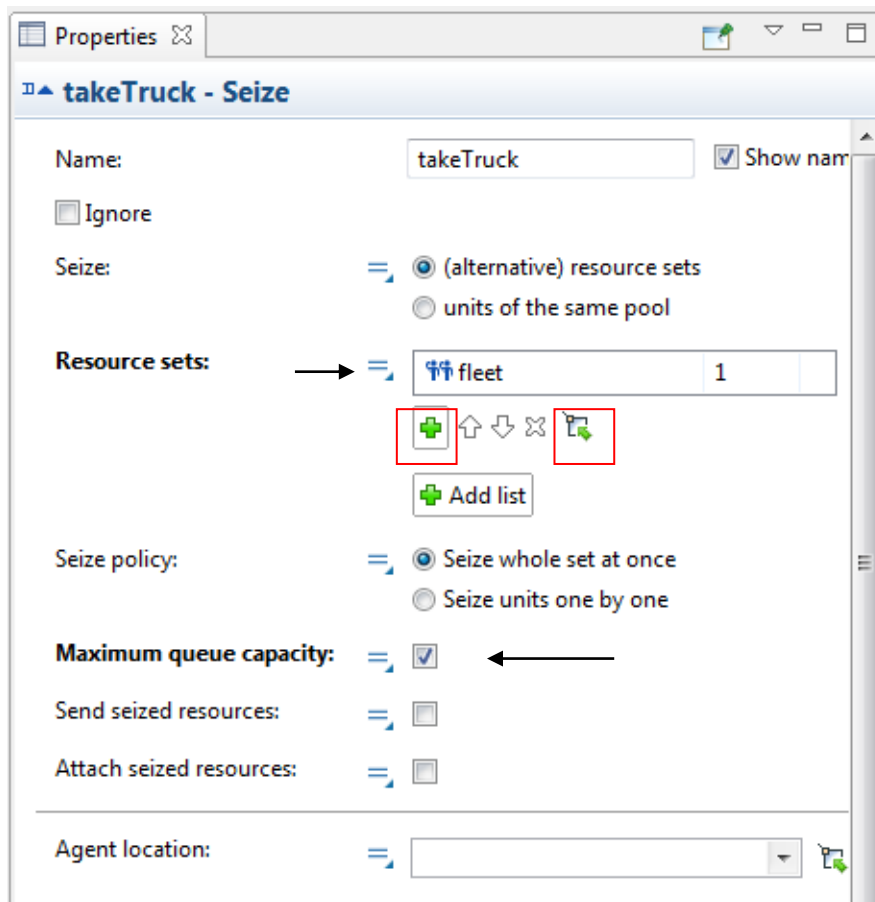 Properties
takeTruck - Seize
Name: takeTruck Show nam
Ignore
Seize: (alternative) resource sets
units of the same pool
Resource sets: fleet 1
Add list
Seize policy: Seize whole set at once
Seize units one by one
Maximum queue capacity:
Send seized resources:
Attach seized resources:
Agent location: